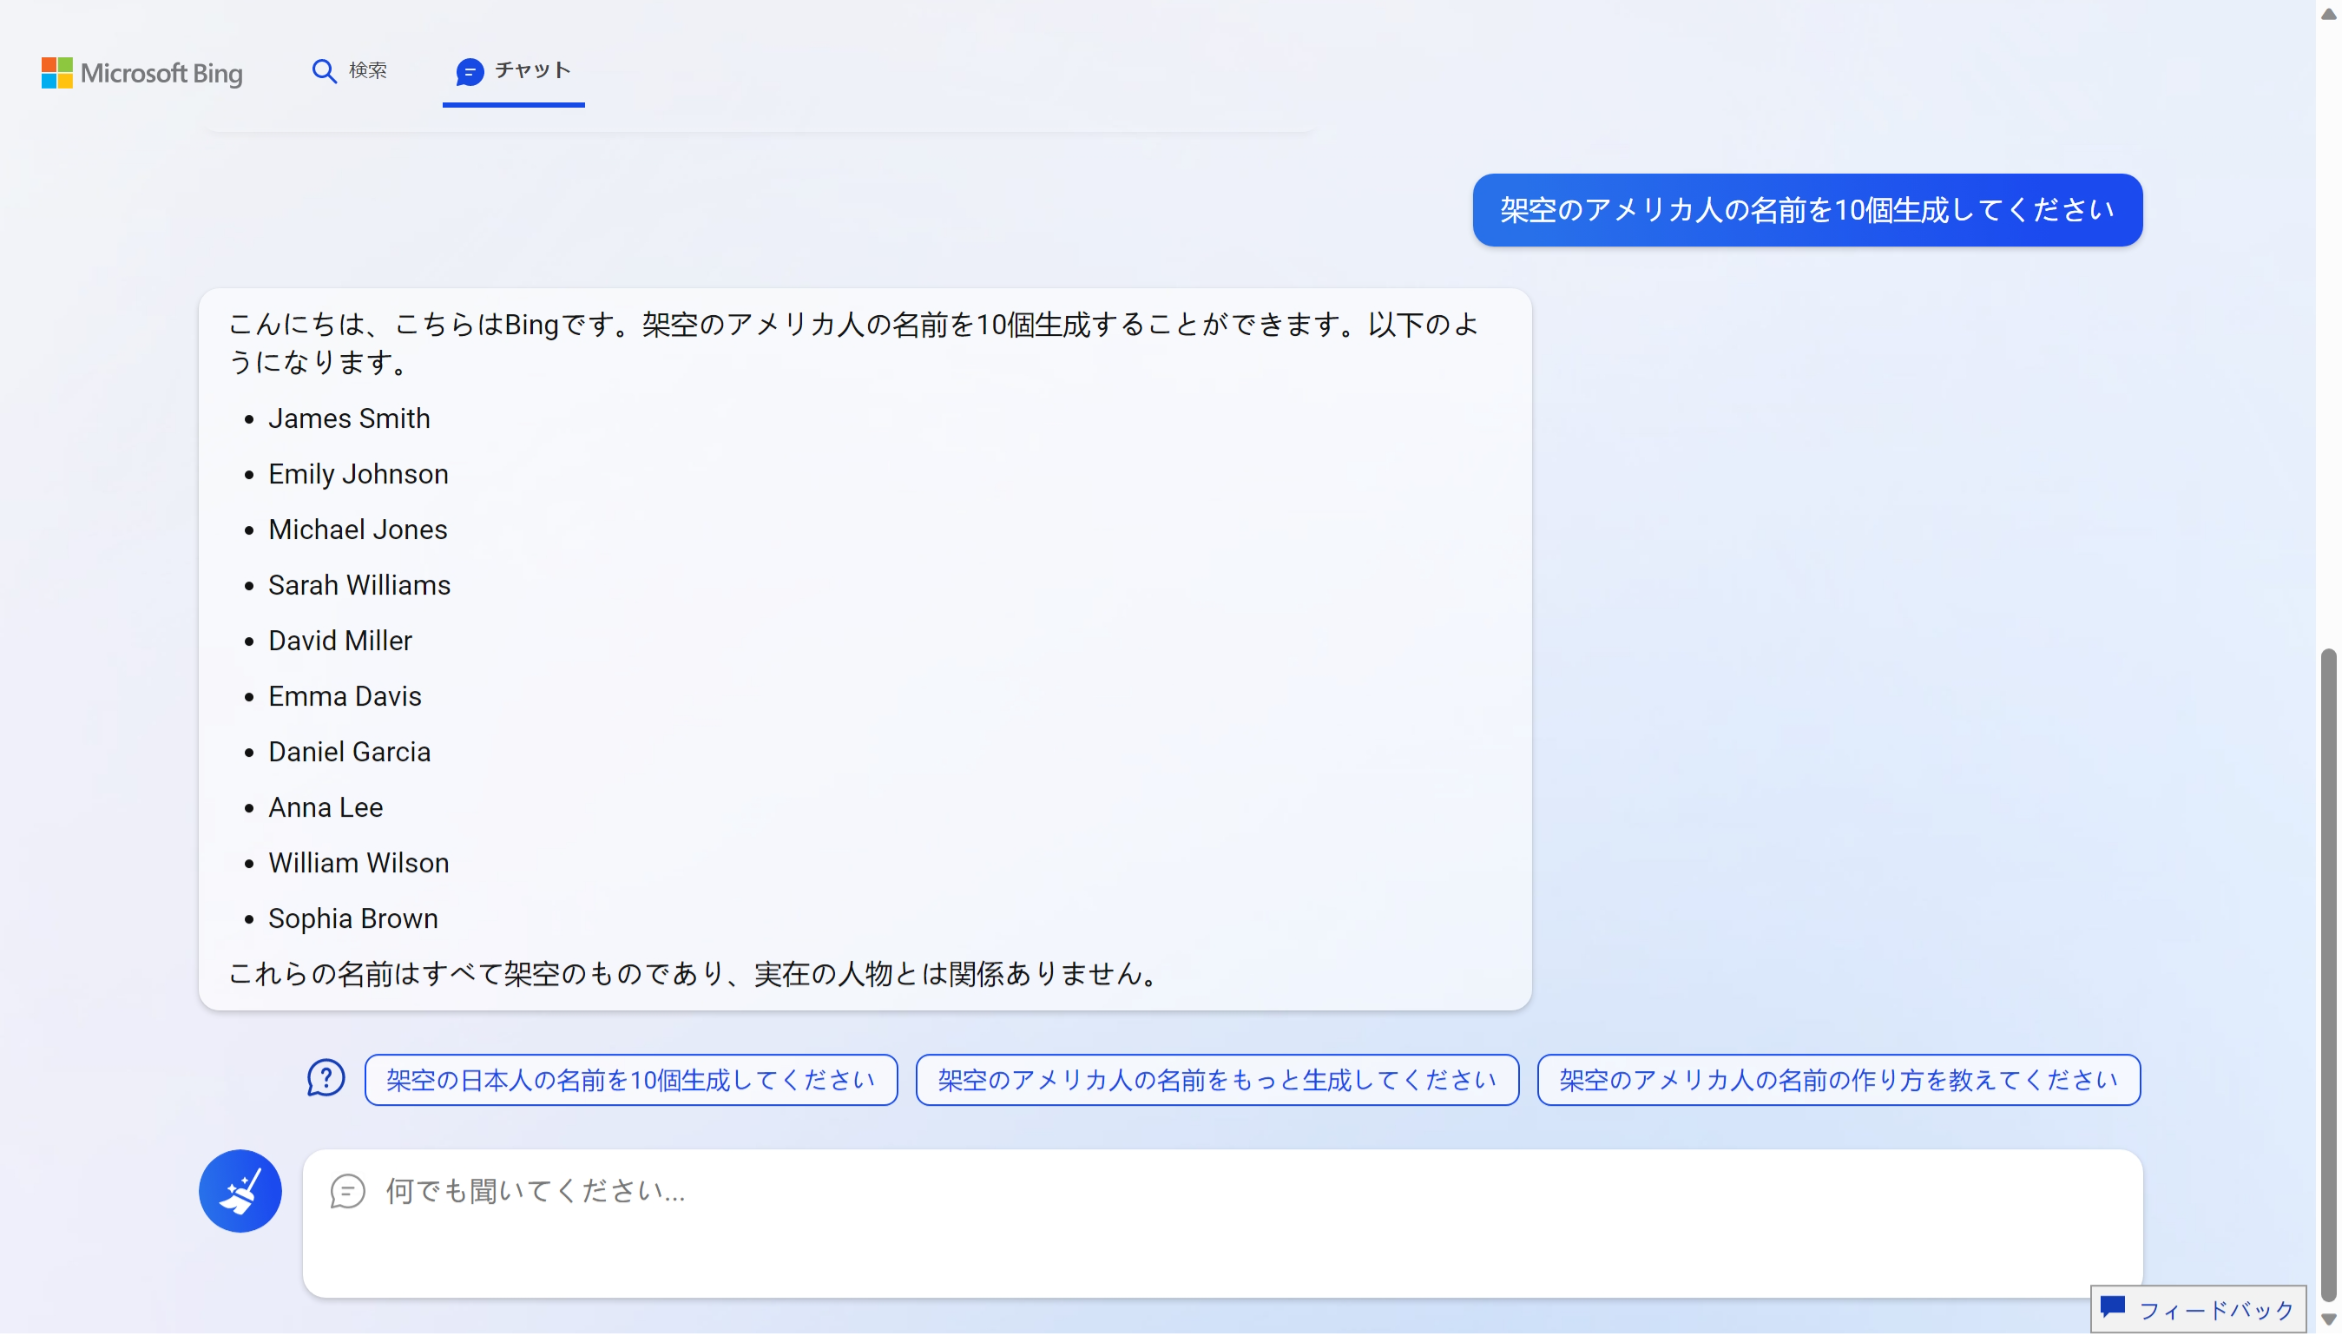 Microsoft Bing
検索
チャット
架空のアメリカ人の名前を10個生成してください
こんにちは、こちらはBingです。架空のアメリカ人の名前を10個生成することができます。以下のよ
うになります。
• James Smith
• Emily Johnson
• Michael Jones
• Sarah Williams
• David Miller
• Emma Davis
• Daniel Garcia
• Anna Lee
• William Wilson
• Sophia Brown
これらの名前はすべて架空のものであり、実在の人物とは関係ありません。
架空の日本人の名前を10個生成してください
架空のアメリカ人の名前をもっと生成してください
架空のアメリカ人の名前の作り方を教えてください
何でも聞いてください...
フィードバック